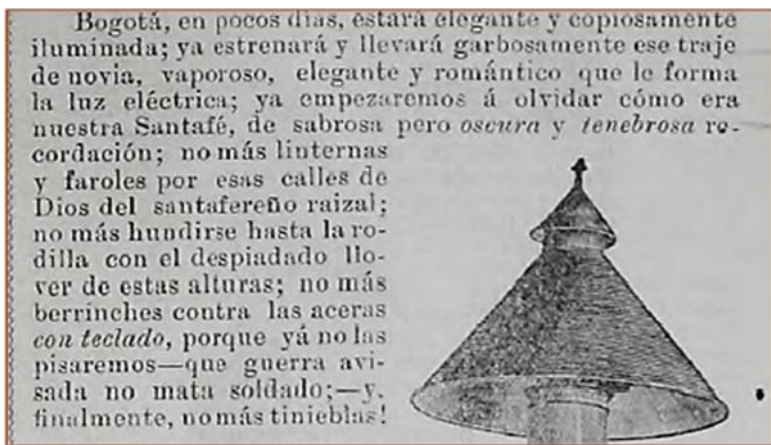 Bogotá, en pocos dias, estará elegante y copiosamente
iluminada; ya estrenará y llevará garbosamente ese traje
de novia, vaporoso, elegante y romántico que le forma
la luz eléctrica; ya empezaremos á olvidar cómo era
nuestra Santafé, de sabrosa pero oscura y tenebrosa re-
cordación; no más linternas
y faroles por esas calles de
Dios del santafereño raizal;
no más hundirse hasta la ro-
dilla con el despiadado llo-
ver de estas alturas; no más
berrinches contra las aceras
con teclado, porque yá no las
pisaremos—que guerra avi-
sada no mata soldado;—y,
finalmente, no más tinieblas!